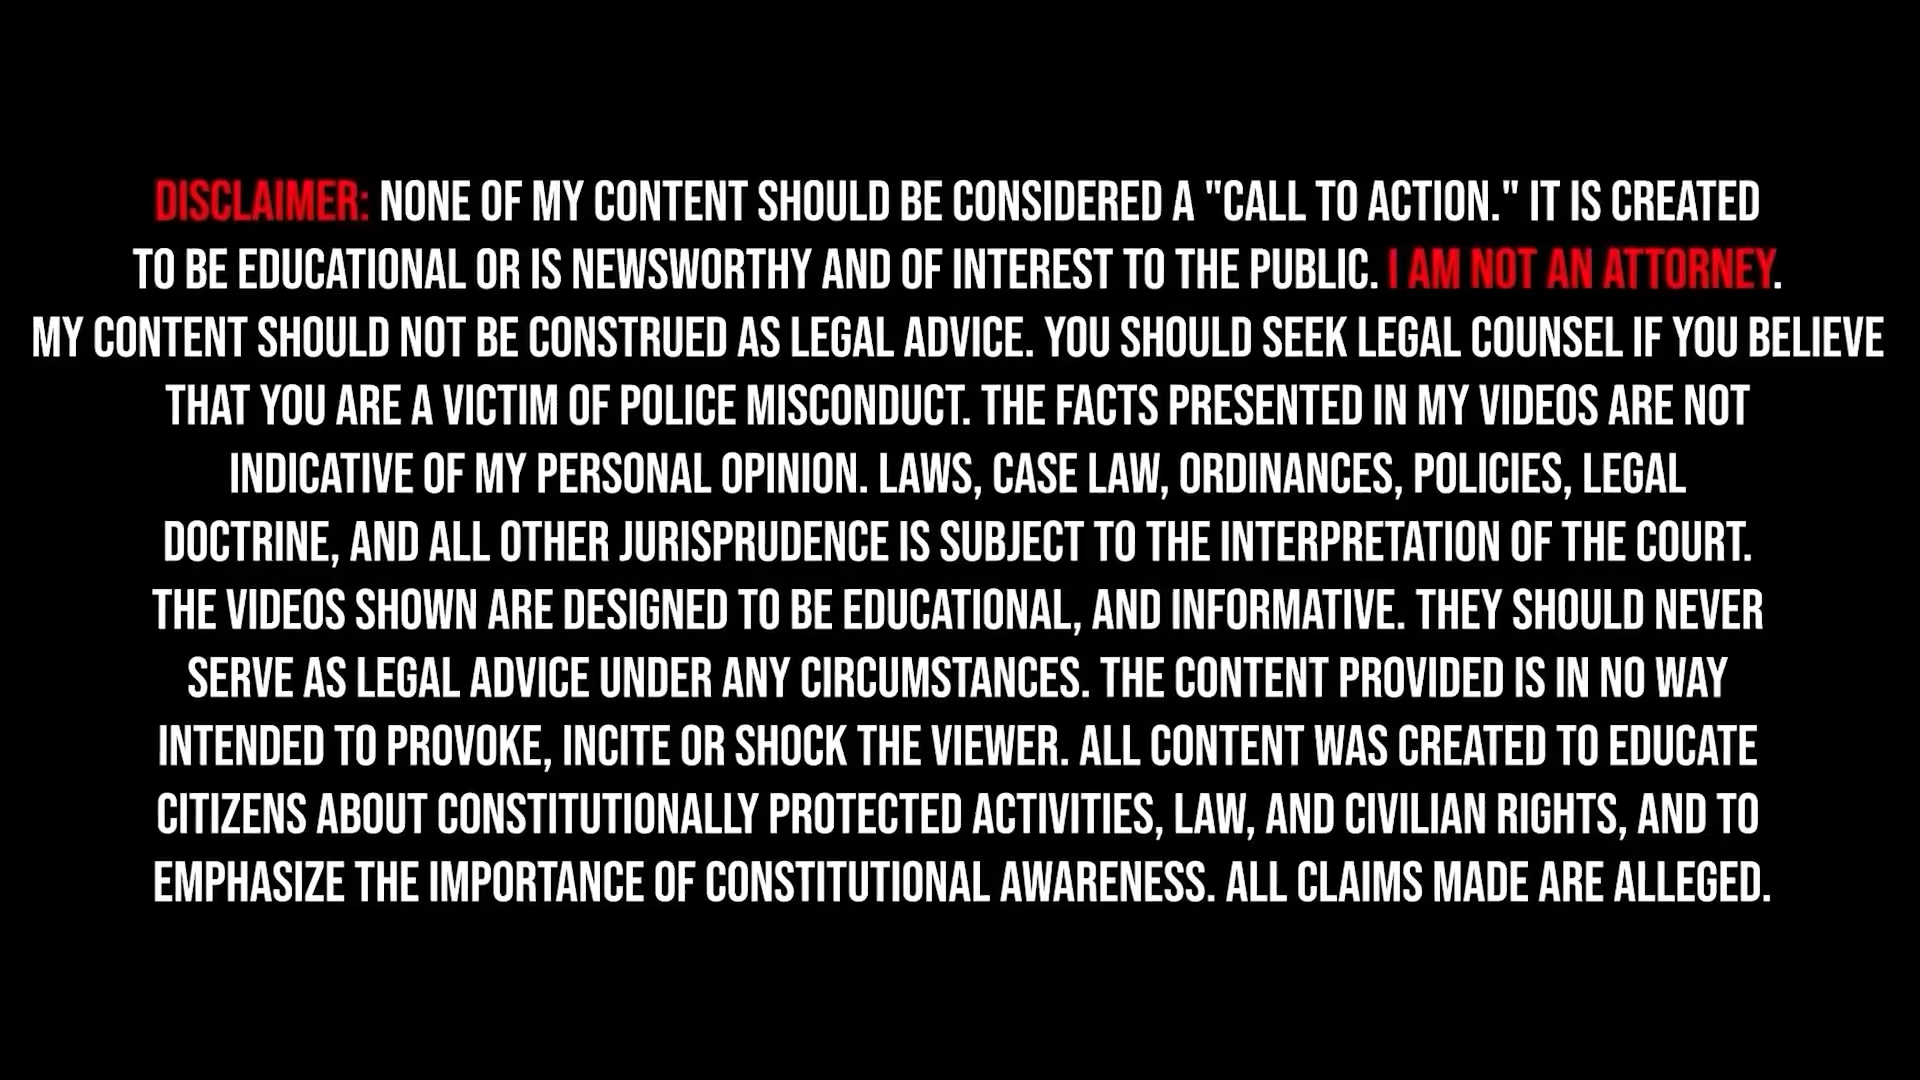 DISCLAIMER: NONE OF MY CONTENT SHOULD BE CONSIDERED A "CALL TO ACTION." IT IS CREATED
TO BE EDUCATIONAL OR IS NEWSWORTHY AND OF INTEREST TO THE PUBLIC. I AM NOT AN ATTORNEY.
MY CONTENT SHOULD NOT BE CONSTRUED AS LEGAL ADVICE. YOU SHOULD SEEK LEGAL COUNSEL IF YOU BELIEVE
THAT YOU ARE A VICTIM OF POLICE MISCONDUCT. THE FACTS PRESENTED IN MY VIDEOS ARE NOT
INDICATIVE OF MY PERSONAL OPINION. LAWS, CASE LAW, ORDINANCES, POLICIES, LEGAL
DOCTRINE, AND ALL OTHER JURISPRUDENCE IS SUBJECT TO THE INTERPRETATION OF THE COURT.
THE VIDEOS SHOWN ARE DESIGNED TO BE EDUCATIONAL, AND INFORMATIVE. THEY SHOULD NEVER
SERVE AS LEGAL ADVICE UNDER ANY CIRCUMSTANCES. THE CONTENT PROVIDED IS IN NO WAY
INTENDED TO PROVOKE, INCITE OR SHOCK THE VIEWER. ALL CONTENT WAS CREATED TO EDUCATE
CITIZENS ABOUT CONSTITUTIONALLY PROTECTED ACTIVITIES, LAW, AND CIVILIAN RIGHTS, AND TO
EMPHASIZE THE IMPORTANCE OF CONSTITUTIONAL AWARENESS. ALL CLAIMS MADE ARE ALLEGED.